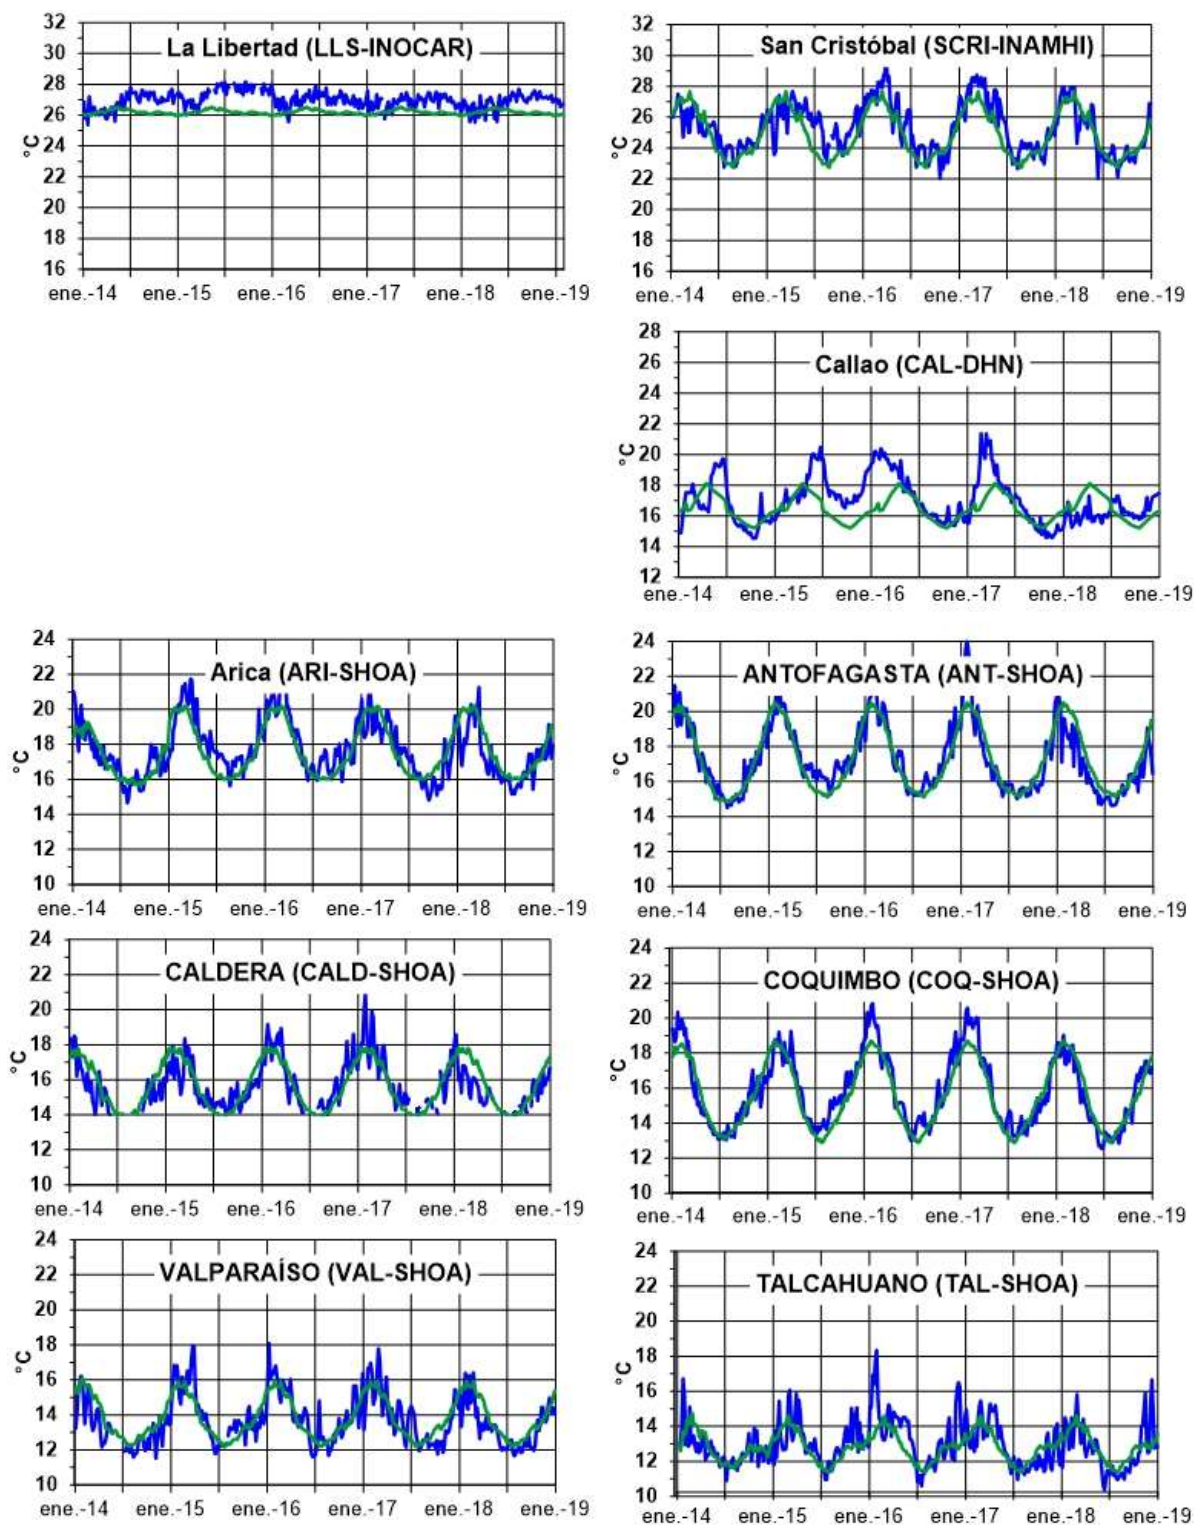 La Libertad (LLS-INOCAR)
°C
32
30
28
26
24
22
20
18
16
ene.-14 ene.-15 ene.-16 ene.-17 ene.-18 ene.-19
San Cristóbal (SCRI-INAMHI)
°C
32
30
28
26
24
22
20
18
16
ene.-14 ene.-15 ene.-16 ene.-17 ene.-18 ene.-19
Callao (CAL-DHN)
°C
28
26
24
22
20
18
16
14
12
ene.-14 ene.-15 ene.-16 ene.-17 ene.-18 ene.-19
Arica (ARI-SHOA)
°C
24
22
20
18
16
14
12
10
ene.-14 ene.-15 ene.-16 ene.-17 ene.-18 ene.-19
ANTOFAGASTA (ANT-SHOA)
°C
24
22
20
18
16
14
12
10
ene.-14 ene.-15 ene.-16 ene.-17 ene.-18 ene.-19
CALDERA (CALD-SHOA)
°C
24
22
20
18
16
14
12
10
ene.-14 ene.-15 ene.-16 ene.-17 ene.-18 ene.-19
COQUIMBO (COQ-SHOA)
°C
24
22
20
18
16
14
12
10
ene.-14 ene.-15 ene.-16 ene.-17 ene.-18 ene.-19
VALPARAÍSO (VAL-SHOA)
°C
24
22
20
18
16
14
12
10
ene.-14 ene.-15 ene.-16 ene.-17 ene.-18 ene.-19
TALCAHUANO (TAL-SHOA)
°C
24
22
20
18
16
14
12
10
ene.-14 ene.-15 ene.-16 ene.-17 ene.-18 ene.-19